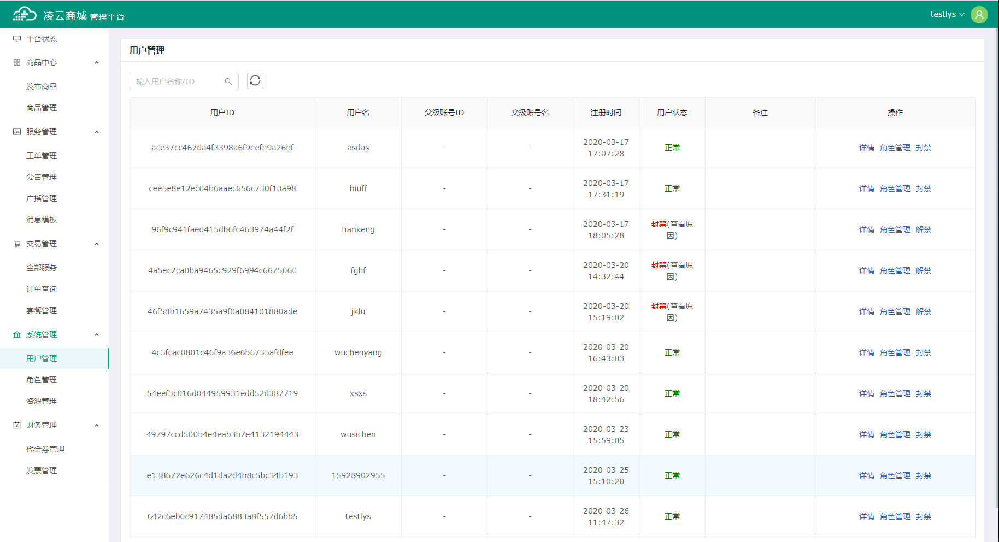 凌云商城 管理平台
testlys
平台状态
商品中心
发布商品
商品管理
服务管理
工单管理
公告管理
广播管理
消息模板
交易管理
全部服务
订单查询
套餐管理
系统管理
用户管理
角色管理
资源管理
财务管理
代金券管理
发票管理
用户管理
输入用户名称/ID
用户ID 用户名 父级账号ID 父级账号名 注册时间 用户状态 备注 操作
ace37cc467da4f3398a6f9eefb9a26bf asdas - - 2020-03-17 17:07:28 正常 详情 角色管理 封禁
cee5e8e12ec04b6aaec656c730f10a98 hiuff - - 2020-03-17 17:31:19 正常 详情 角色管理 封禁
96f9c941faed415db6fc463974a44f2f tiankeng - - 2020-03-17 18:05:28 封禁(查看原因) 详情 角色管理 解禁
4a5ec2ca0ba9465c929f6994c6675060 fghf - - 2020-03-20 14:32:44 封禁(查看原因) 详情 角色管理 解禁
46f58b1659a7435a9f0a084101880ade jklu - - 2020-03-20 15:19:02 封禁(查看原因) 详情 角色管理 解禁
4c3fcac0801c46f9a36e6b6735afdfee wuchenyang - - 2020-03-20 16:43:03 正常 详情 角色管理 封禁
54eef3c016d044959931edd52d387719 xsxs - - 2020-03-20 18:42:56 正常 详情 角色管理 封禁
49797ccd500b4e4eab3b7e4132194443 wusichen - - 2020-03-23 15:59:05 正常 详情 角色管理 封禁
e138672e626c4d1da2d4b8c5bc34b193 15928902955 - - 2020-03-25 15:10:20 正常 详情 角色管理 封禁
642c6eb6c917485da6883a8f557d6bb5 testlys - - 2020-03-26 11:47:32 正常 详情 角色管理 封禁